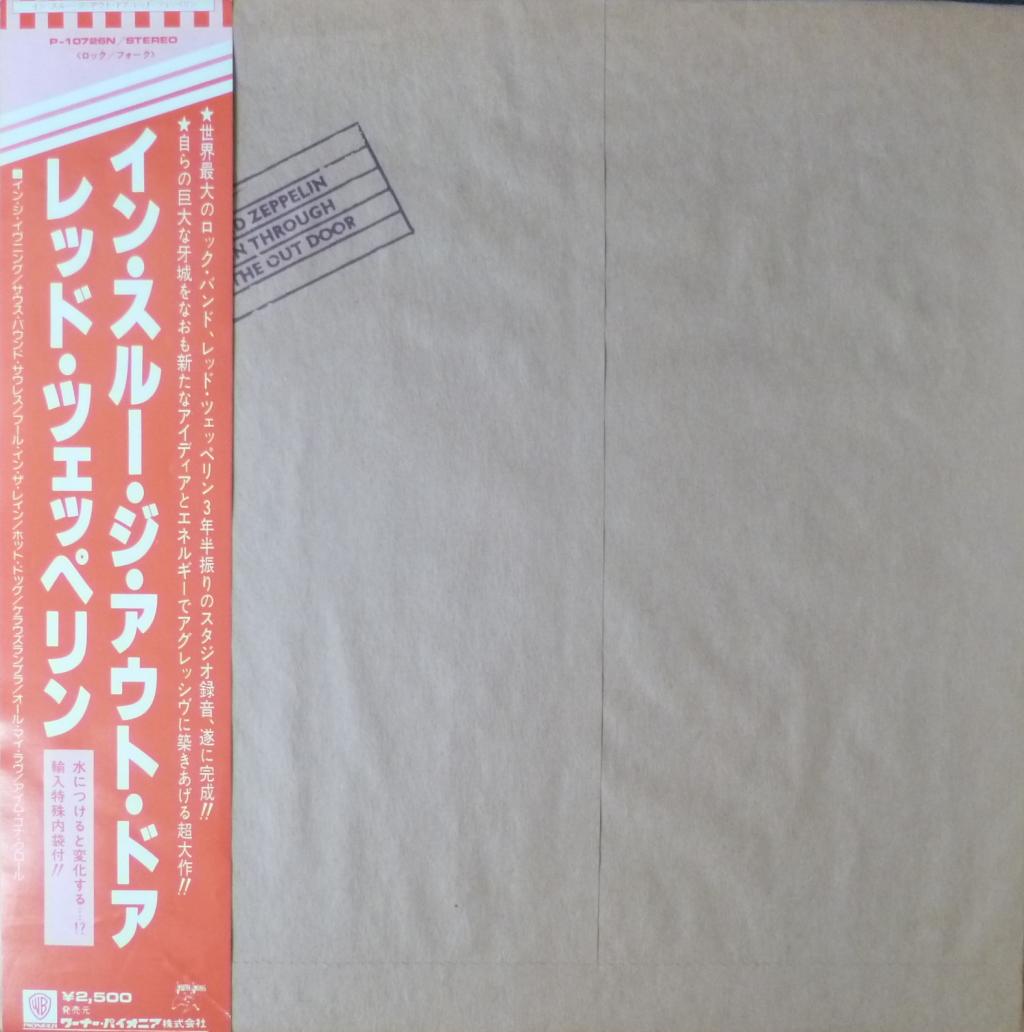 P-10726N/STEREO
〈ロック/フォーク〉
★世界最大のロック・バンド、レッド・ツェッペリン3年半振りのスタジオ録音、遂に完成!!
★自らの巨大な牙城をなおも新たなアイディアとエネルギーでアグレッシヴに築きあげる超大作!!
イン・スルー・ジ・アウト・ドア
レッド・ツェッペリン
■イン・ジ・イヴニング/サウス・バウンド・サウレス/フール・イン・ザ・レイン/ホット・ドッグ/ケラウズランブラ/オール・マイ・ラヴ/アイム・ゴナ・クロール
水につけると変化する…!?
輸入特殊内袋付!!
WB
PIONEER
¥2,500
発売元
ワーナー・パイオニア株式会社
D ZEPPELIN
N THROUGH
THE OUT DOOR